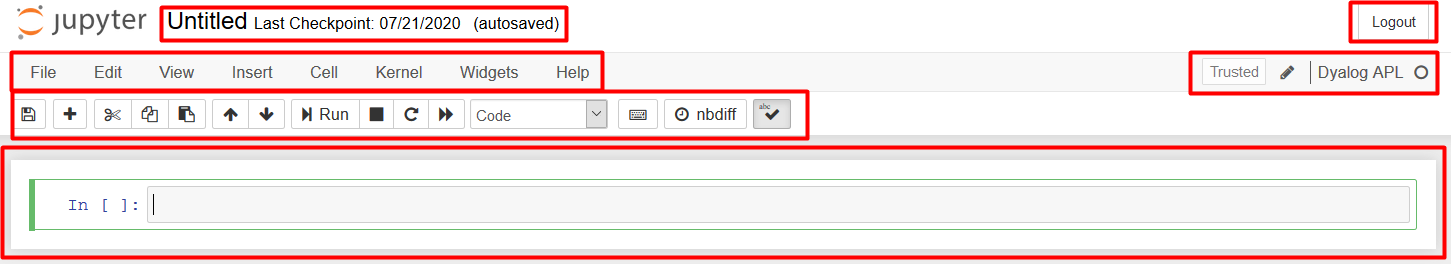 jupyter Untitled Last Checkpoint: 07/21/2020 (autosaved) Logout
File Edit View Insert Cell Kernel Widgets Help Trusted Dyalog APL
Run Code nbdiff abc
In [ ]: